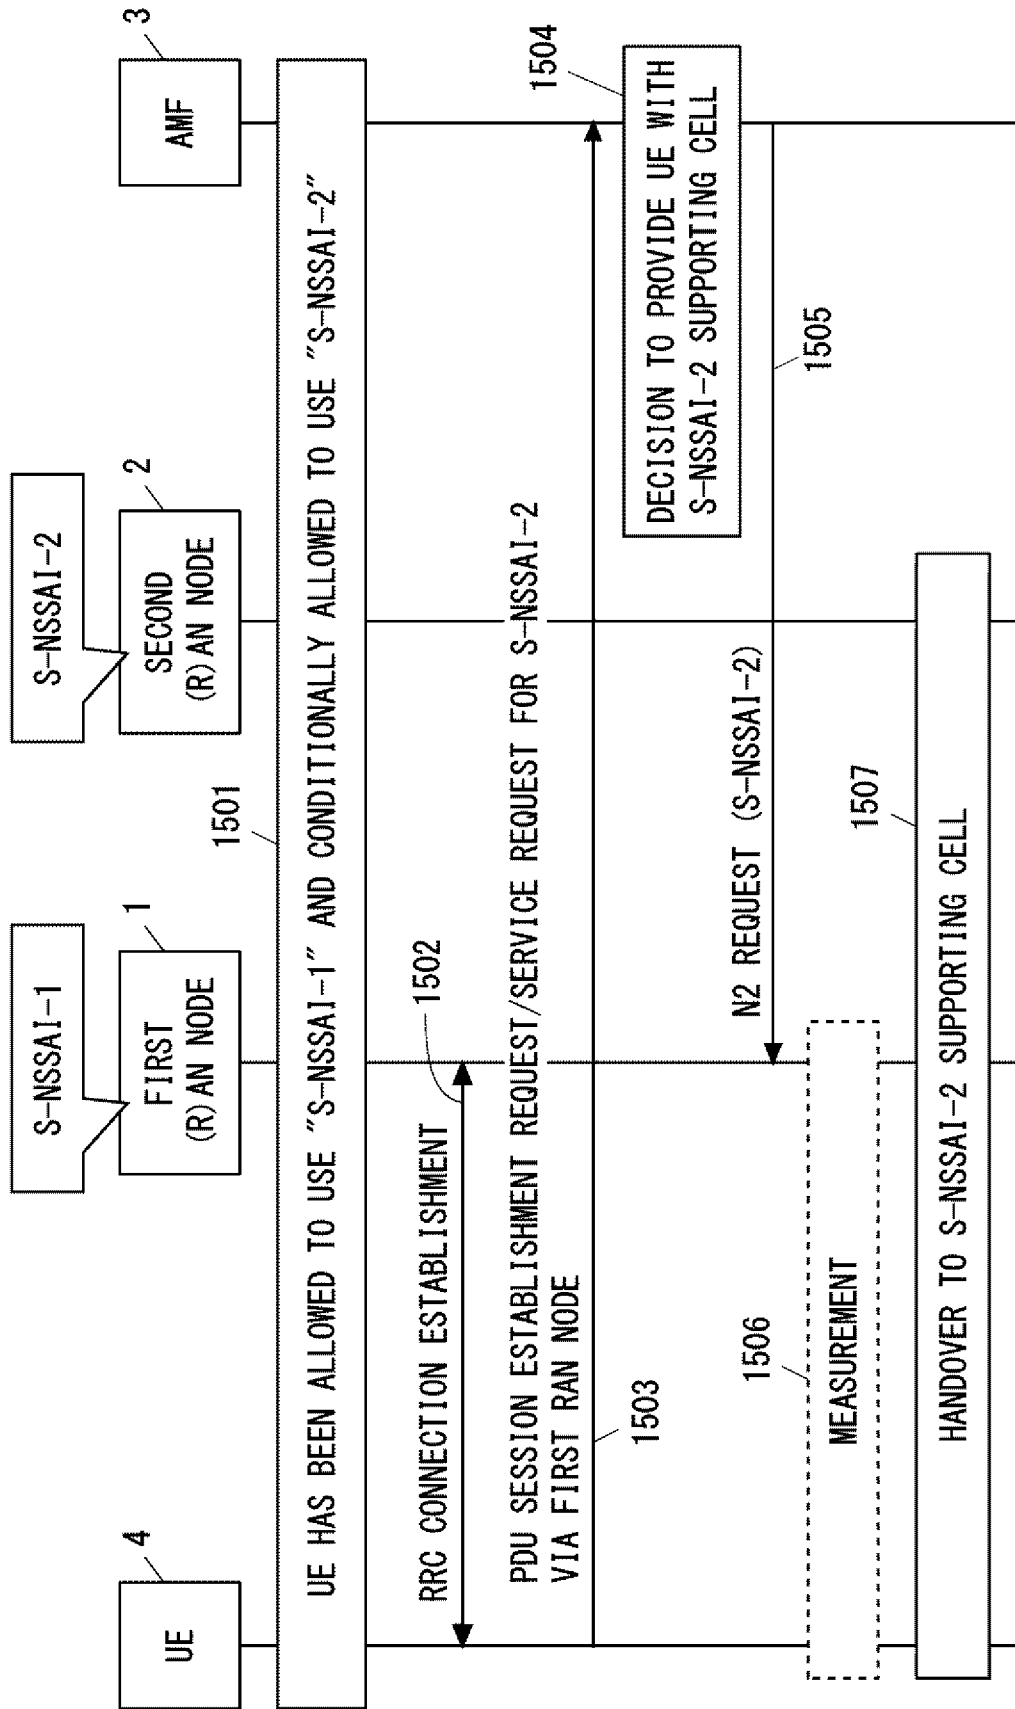 S-NSSAI-1
S-NSSAI-2
4
1
2
3
UE
FIRST
(R)AN NODE
SECOND
(R)AN NODE
AMF
1501
UE HAS BEEN ALLOWED TO USE "S-NSSAI-1" AND CONDITIONALLY ALLOWED TO USE "S-NSSAI-2"
RRC CONNECTION ESTABLISHMENT
1502
PDU SESSION ESTABLISHMENT REQUEST/SERVICE REQUEST FOR S-NSSAI-2
VIA FIRST RAN NODE
1503
1504
DECISION TO PROVIDE UE WITH
S-NSSAI-2 SUPPORTING CELL
N2 REQUEST (S-NSSAI-2)
1505
1506
MEASUREMENT
1507
HANDOVER TO S-NSSAI-2 SUPPORTING CELL